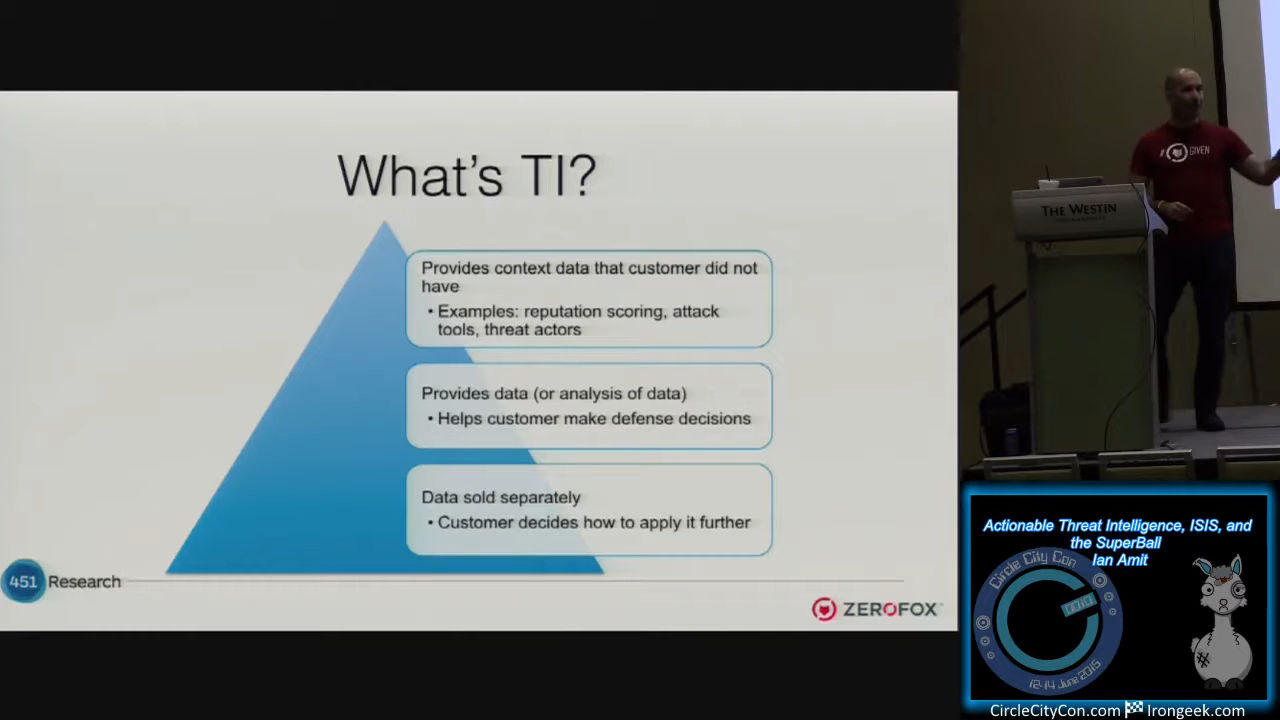 What's TI?
Provides context data that customer did not
have
• Examples: reputation scoring, attack
tools, threat actors
Provides data (or analysis of data)
• Helps customer make defense decisions
Data sold separately
• Customer decides how to apply it further
451 Research
ZEROFOX
GIVEN
THE WESTIN
Actionable Threat Intelligence, ISIS, and
the SuperBall
Ian Amit
Circle City Con
12-14 June 2015
CircleCityCon.com Irongeek.com